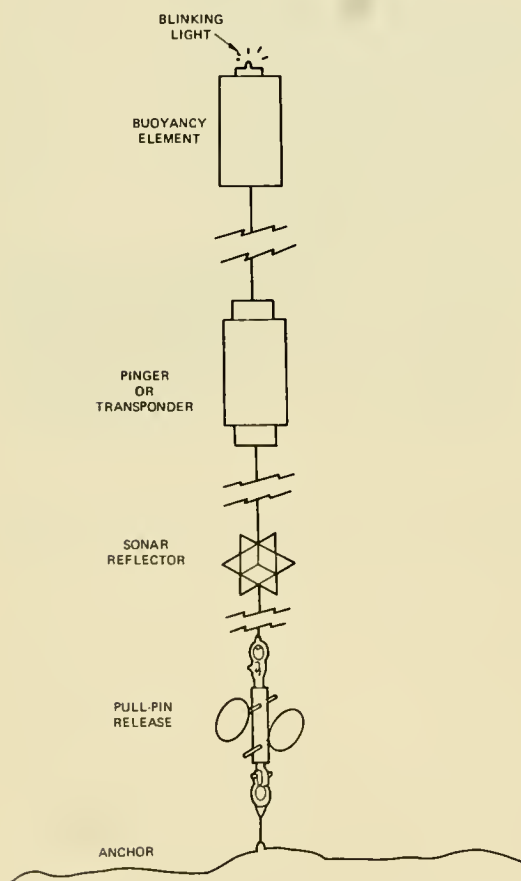 BLINKING
LIGHT
BUOYANCY
ELEMENT
PINGER
OR
TRANSPONDER
SONAR
REFLECTOR
PULL-PIN
RELEASE
ANCHOR